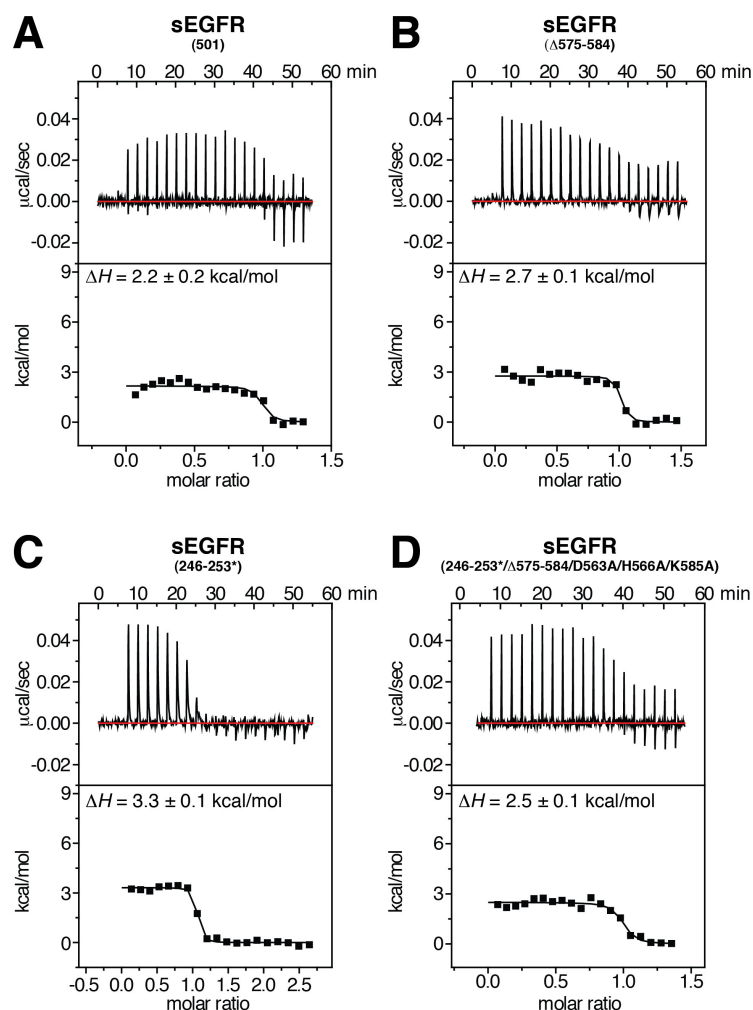 A
sEGFR
(501)
0 10 20 30 40 50 60 min
0.04
0.02
0.00
-0.02
μcal/sec
ΔH = 2.2 ± 0.2 kcal/mol
9
6
3
0
kcal/mol
0.0 0.5 1.0 1.5
molar ratio
B
sEGFR
(Δ575-584)
0 10 20 30 40 50 60 min
0.04
0.02
0.00
-0.02
μcal/sec
ΔH = 2.7 ± 0.1 kcal/mol
9
6
3
0
kcal/mol
0.0 0.5 1.0 1.5
molar ratio
C
sEGFR
(246-253*)
0 10 20 30 40 50 60 min
0.04
0.02
0.00
-0.02
μcal/sec
ΔH = 3.3 ± 0.1 kcal/mol
9
6
3
0
kcal/mol
-0.5 0.0 0.5 1.0 1.5 2.0 2.5
molar ratio
D
sEGFR
(246-253*/Δ575-584/D563A/H566A/K585A)
0 10 20 30 40 50 60 min
0.04
0.02
0.00
-0.02
μcal/sec
ΔH = 2.5 ± 0.1 kcal/mol
9
6
3
0
kcal/mol
0.0 0.5 1.0 1.5
molar ratio